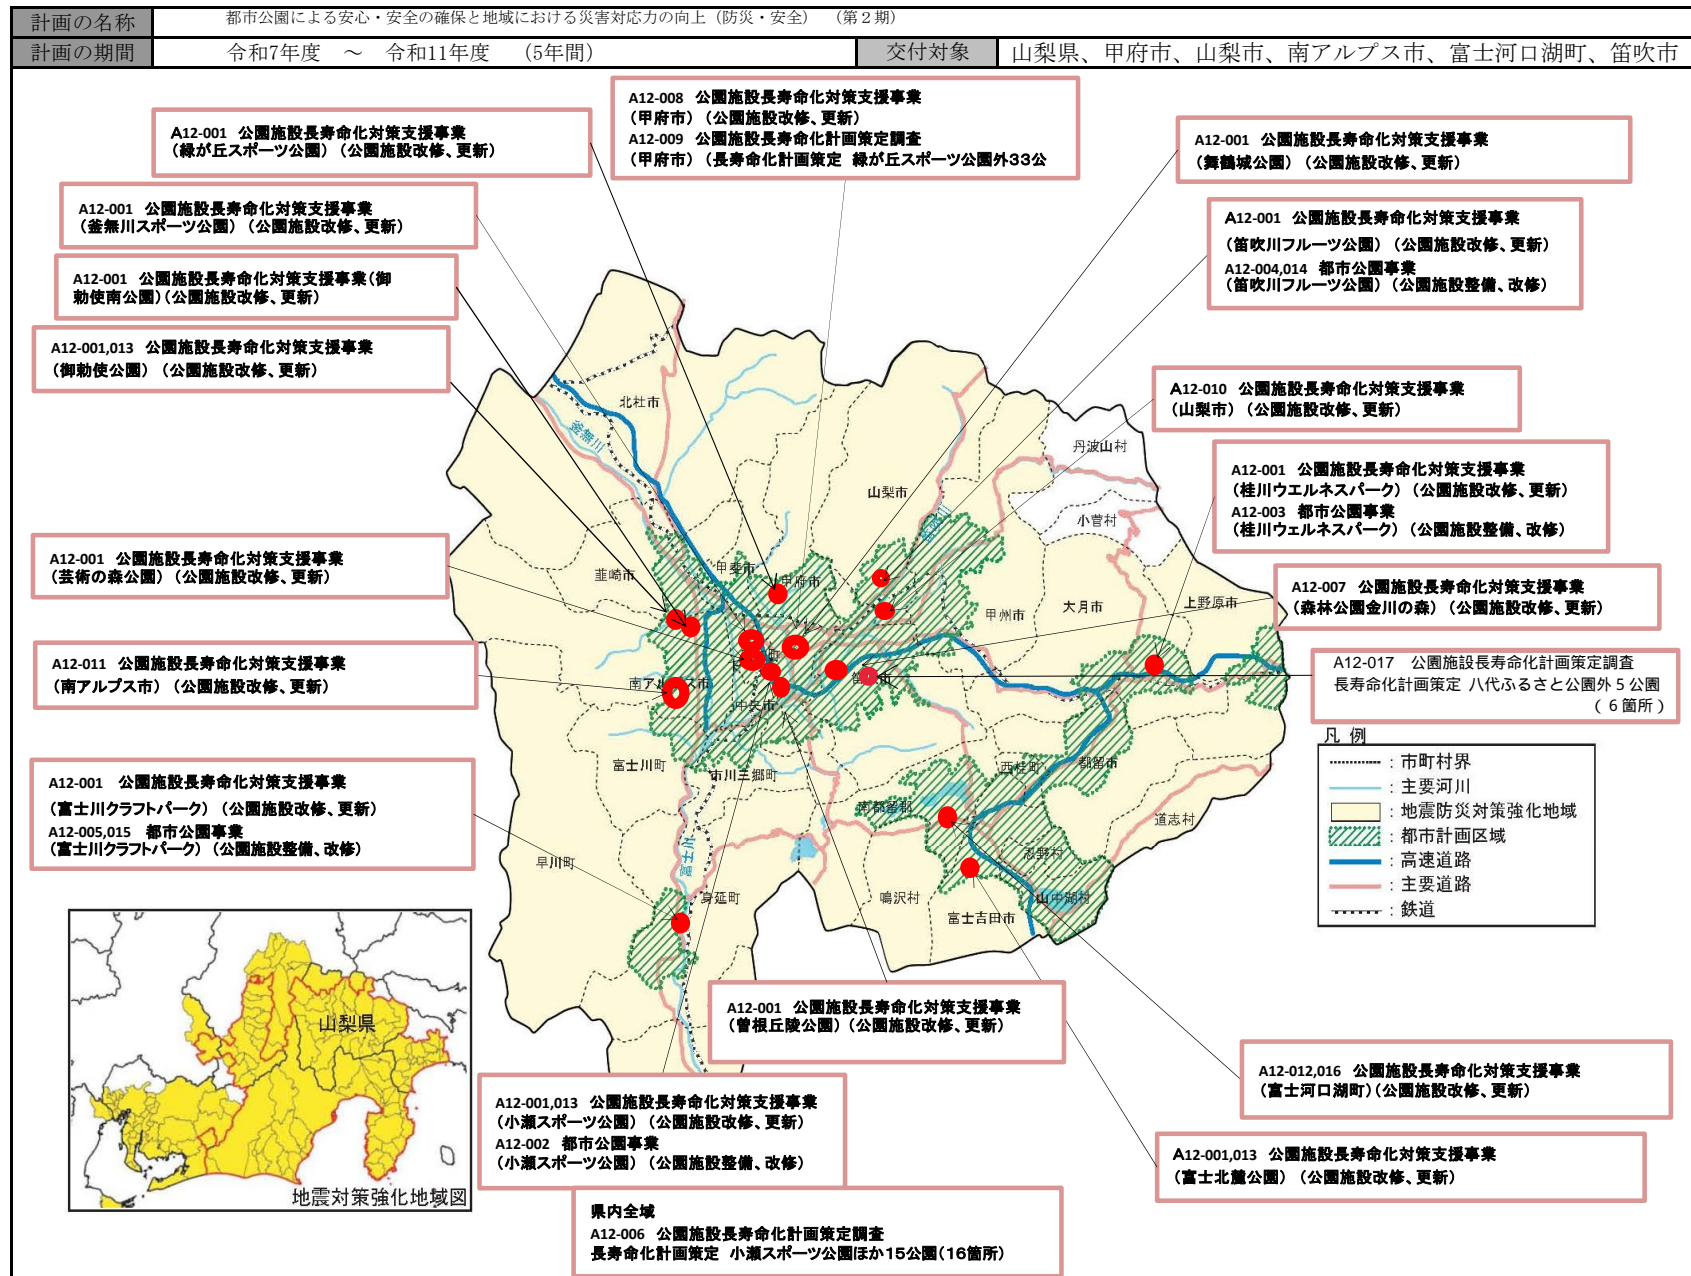 計画の名称
都市公園による安心・安全の確保と地域における災害対応力の向上（防災・安全）　（第２期）
計画の期間
令和7年度　～　令和11年度　（5年間）
交付対象
山梨県、甲府市、山梨市、南アルプス市、富士河口湖町、笛吹市
A12-001 公園施設長寿命化対策支援事業
（緑が丘スポーツ公園）（公園施設改修、更新）
A12-008 公園施設長寿命化対策支援事業
（甲府市）（公園施設改修、更新）
A12-009 公園施設長寿命化計画策定調査
（甲府市）（長寿命化計画策定 緑が丘スポーツ公園外33公
A12-001 公園施設長寿命化対策支援事業
（舞鶴城公園）（公園施設改修、更新）
A12-001 公園施設長寿命化対策支援事業
（釜無川スポーツ公園）（公園施設改修、更新）
A12-001 公園施設長寿命化対策支援事業
（笛吹川フルーツ公園）（公園施設改修、更新）
A12-004,014 都市公園事業
（笛吹川フルーツ公園）（公園施設整備、改修）
A12-001 公園施設長寿命化対策支援事業（御
勅使南公園）（公園施設改修、更新）
A12-001,013 公園施設長寿命化対策支援事業
（御勅使公園）（公園施設改修、更新）
A12-010 公園施設長寿命化対策支援事業
（山梨市）（公園施設改修、更新）
A12-001 公園施設長寿命化対策支援事業
（桂川ウエルネスパーク）（公園施設改修、更新）
A12-003 都市公園事業
（桂川ウェルネスパーク）（公園施設整備、改修）
A12-001 公園施設長寿命化対策支援事業
（芸術の森公園）（公園施設改修、更新）
A12-007 公園施設長寿命化対策支援事業
（森林公園金川の森）（公園施設改修、更新）
A12-011 公園施設長寿命化対策支援事業
（南アルプス市）（公園施設改修、更新）
A12-017　公園施設長寿命化計画策定調査
長寿命化計画策定 八代ふるさと公園外５公園
（６箇所）
A12-001 公園施設長寿命化対策支援事業
（富士川クラフトパーク）（公園施設改修、更新）
A12-005,015 都市公園事業
（富士川クラフトパーク）（公園施設整備、改修）
凡 例
：市町村界
：主要河川
：地震防災対策強化地域
：都市計画区域
：高速道路
：主要道路
：鉄道
北杜市
釜無川
丹波山村
山梨市
小菅村
韮崎市
甲斐市
甲府市
甲州市
大月市
上野原市
南アルプス市
中央市
富士川町
市川三郷町
西桂町
都留市
南都留郡
道志村
富士川
忍野村
早川町
身延町
鳴沢村
富士吉田市
山中湖村
山梨県
地震対策強化地域図
A12-001 公園施設長寿命化対策支援事業
（曽根丘陵公園）（公園施設改修、更新）
A12-012,016 公園施設長寿命化対策支援事業
（富士河口湖町）（公園施設改修、更新）
A12-001,013 公園施設長寿命化対策支援事業
（小瀬スポーツ公園）（公園施設改修、更新）
A12-002 都市公園事業
（小瀬スポーツ公園）（公園施設整備、改修）
A12-001,013 公園施設長寿命化対策支援事業
（富士北麓公園）（公園施設改修、更新）
県内全域
A12-006 公園施設長寿命化計画策定調査
長寿命化計画策定 小瀬スポーツ公園ほか15公園（16箇所）